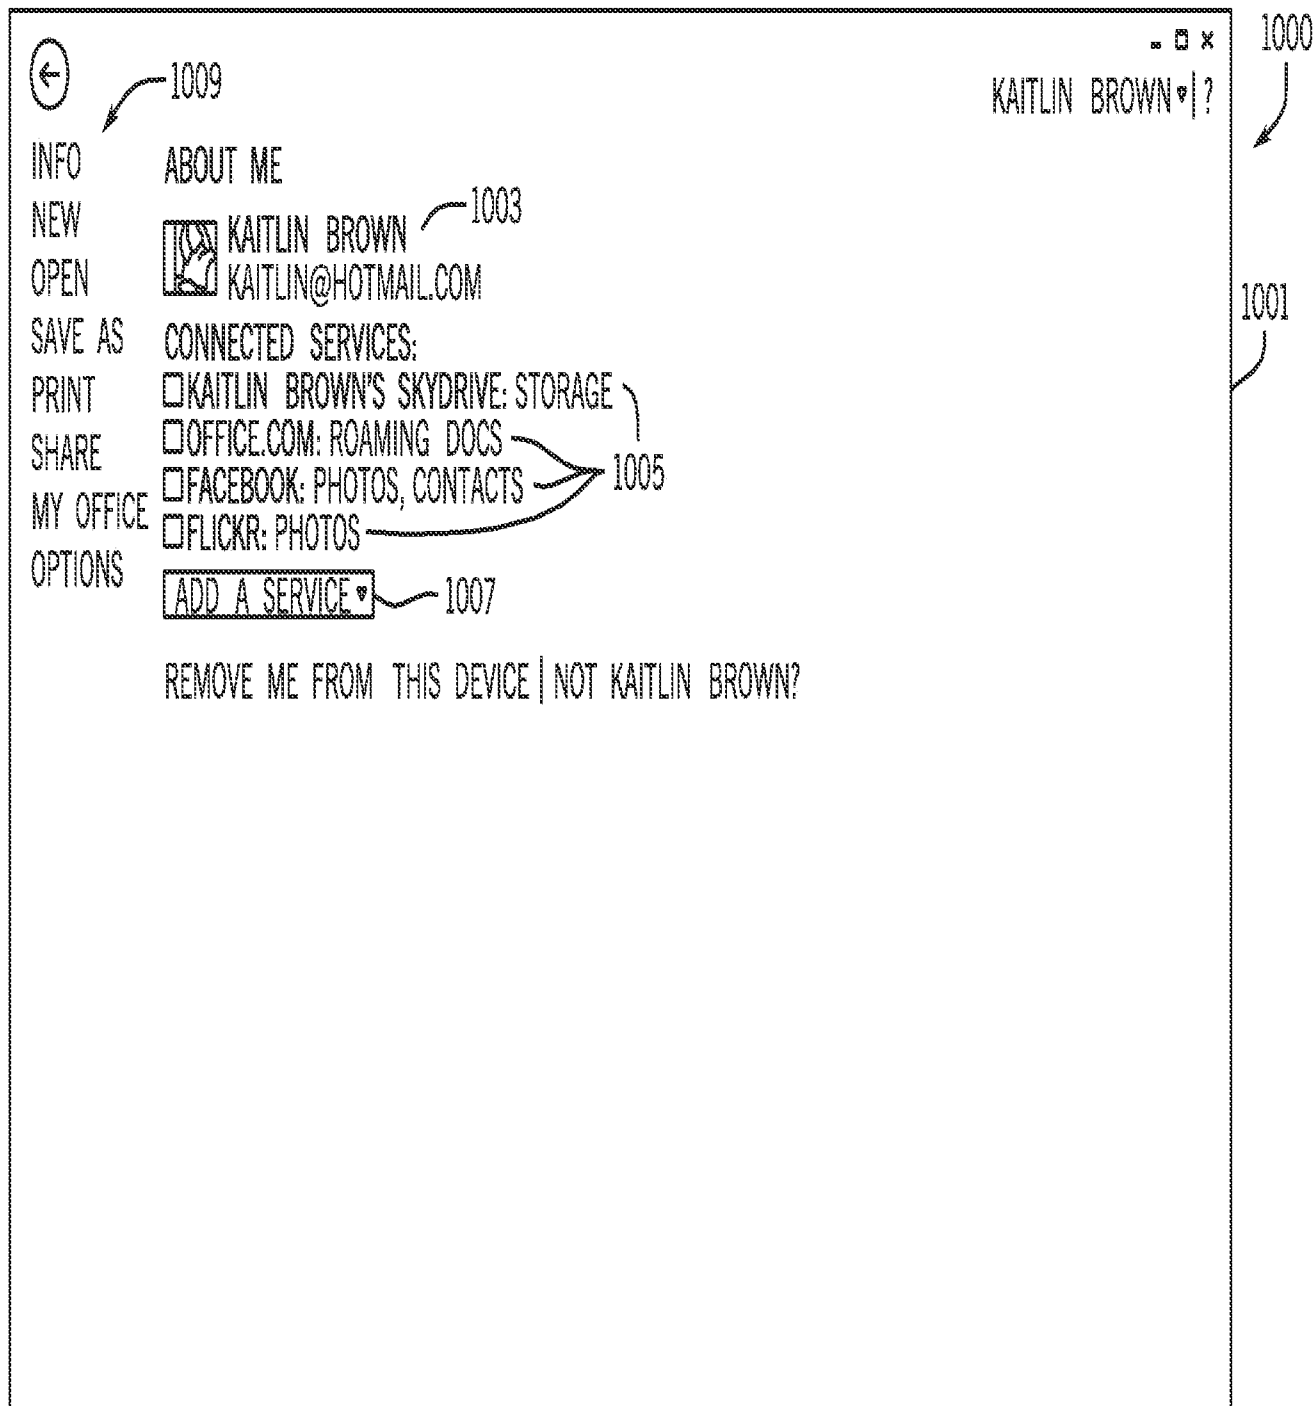 1000
KAITLIN BROWN ?
1009
INFO
NEW
OPEN
SAVE AS
PRINT
SHARE
MY OFFICE
OPTIONS
ABOUT ME
1003
KAITLIN BROWN
KAITLIN@HOTMAIL.COM
1001
CONNECTED SERVICES:
KAITLIN BROWN'S SKYDRIVE: STORAGE
OFFICE.COM: ROAMING DOCS
FACEBOOK: PHOTOS, CONTACTS
FLICKR: PHOTOS
1005
ADD A SERVICE
1007
REMOVE ME FROM THIS DEVICE | NOT KAITLIN BROWN?